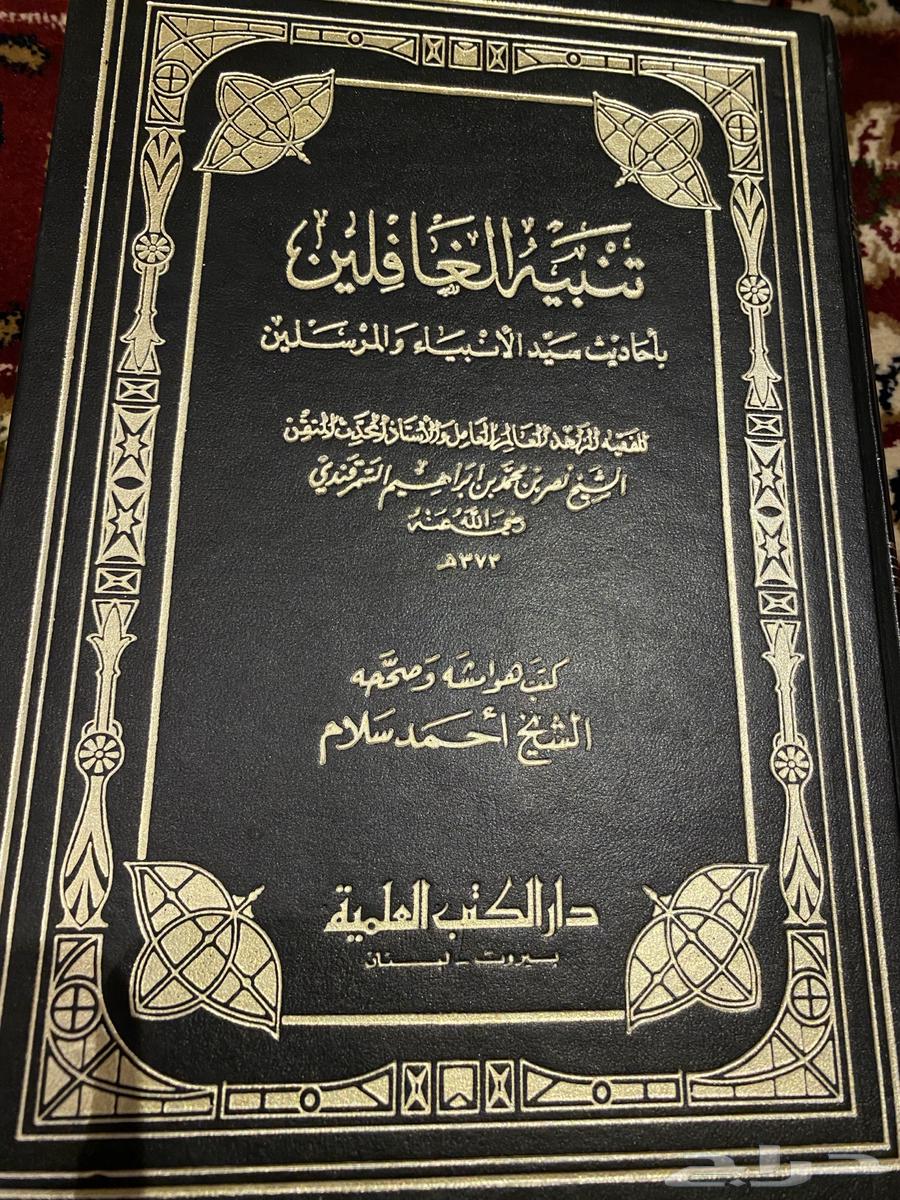 تنبيه الغافلين
بأحاديث سيد الأنبياء والمرسلين
للفقيه الزاهد العالم العامل والأستاذ المحدث المتقن
الشيخ نصر بن محمد بن ابراهيم السمرقندي
رضي الله عنه
٣٧٣هـ
كتب هوامشه وصححه
الشيخ أحمد سلام
دار الكتب العلمية
بيروت - لبنان
حراج